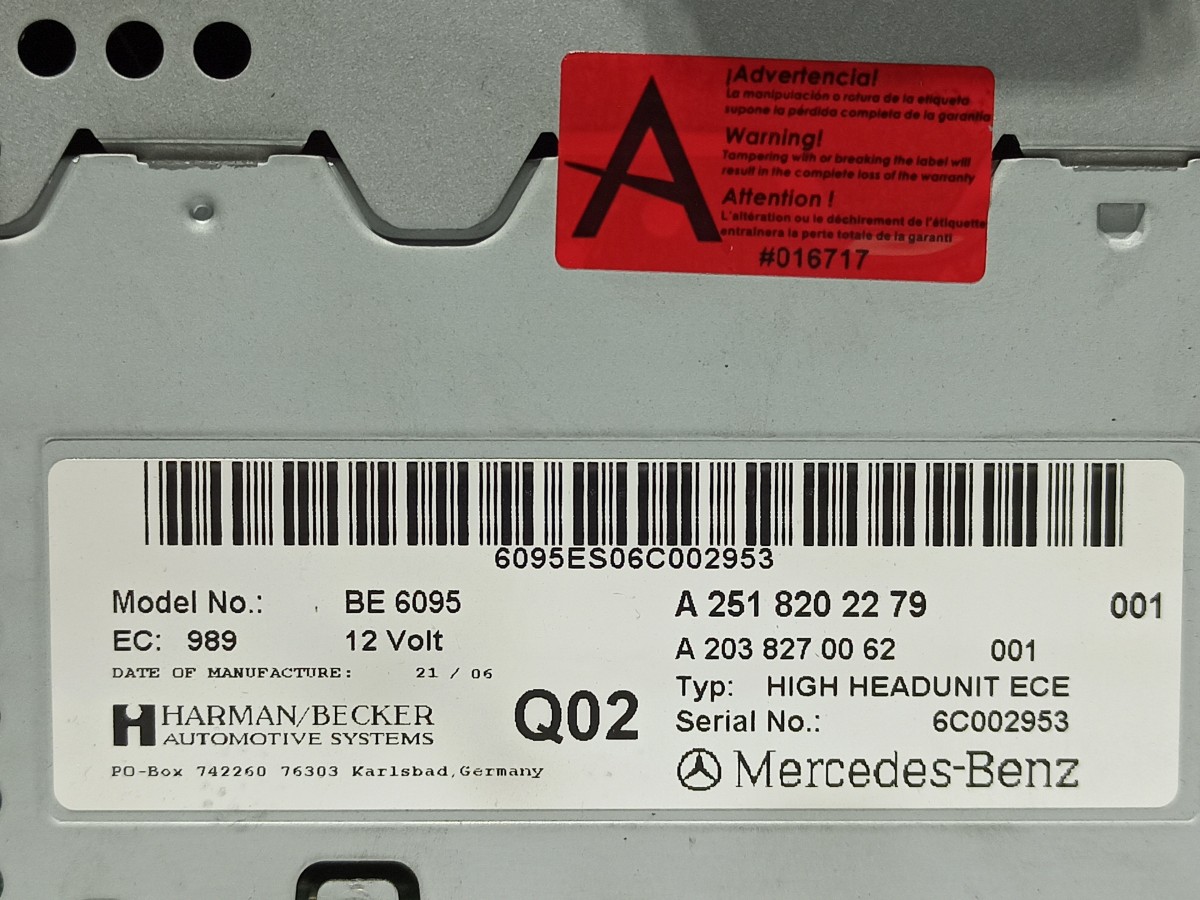 ¡Advertencia!
La manipulación o rotura de la etiqueta
supone la pérdida completa de la garantía
Warning!
Tampering with or breaking the label will
result in the complete loss of the warranty
Attention !
L'altération ou le déchirement de l'étiquette
entrainera la perte totale de la garanti
#016717
6095ES06C002953
Model No.: BE 6095
EC: 989 12 Volt
DATE OF MANUFACTURE: 21 / 06
HARMAN/BECKER
AUTOMOTIVE SYSTEMS
PO-Box 742260 76303 Karlsbad,Germany
Q02
A 251 820 22 79 001
A 203 827 00 62 001
Typ: HIGH HEADUNIT ECE
Serial No.: 6C002953
Mercedes-Benz